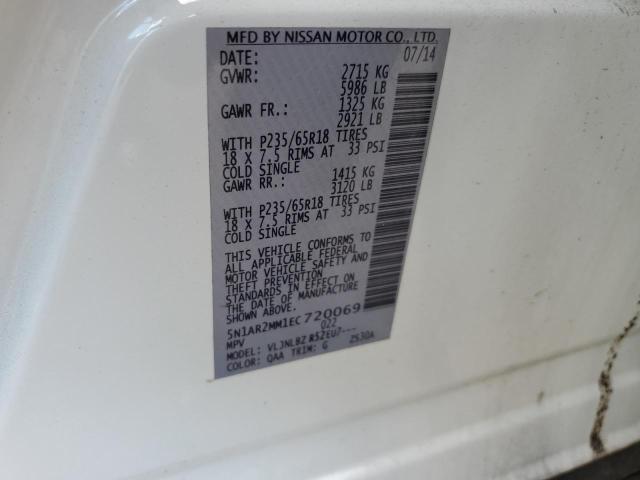 MFD BY NISSAN MOTOR CO., LTD.
DATE: 07/14
GVWR: 2715 KG
5986 LB
GAWR FR.: 1325 KG
2921 LB
WITH P235/65R18 TIRES
18 X 7.5 RIMS AT 33 PSI
COLD SINGLE
GAWR RR.: 1415 KG
3120 LB
WITH P235/65R18 TIRES
18 X 7.5 RIMS AT 33 PSI
COLD SINGLE
THIS VEHICLE CONFORMS TO
ALL APPLICABLE FEDERAL
MOTOR VEHICLE SAFETY AND
THEFT PREVENTION
STANDARDS IN EFFECT ON
THE DATE OF MANUFACTURE
SHOWN ABOVE.
5N1AR2MM1EC720069
MPV 022
MODEL: VLJNLBZ R52EU7---
COLOR: QAA TRIM: G ZS30A